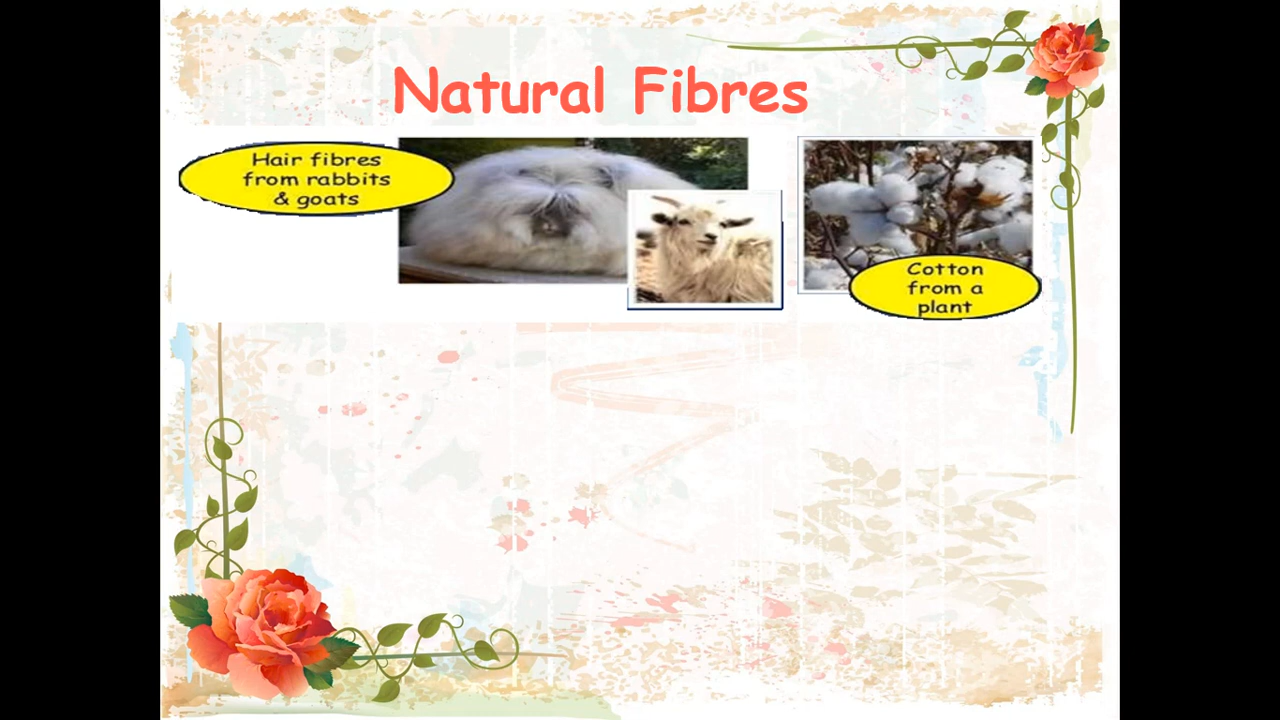 Natural Fibres
Hair fibres
from rabbits
& goats
Cotton
from a
plant